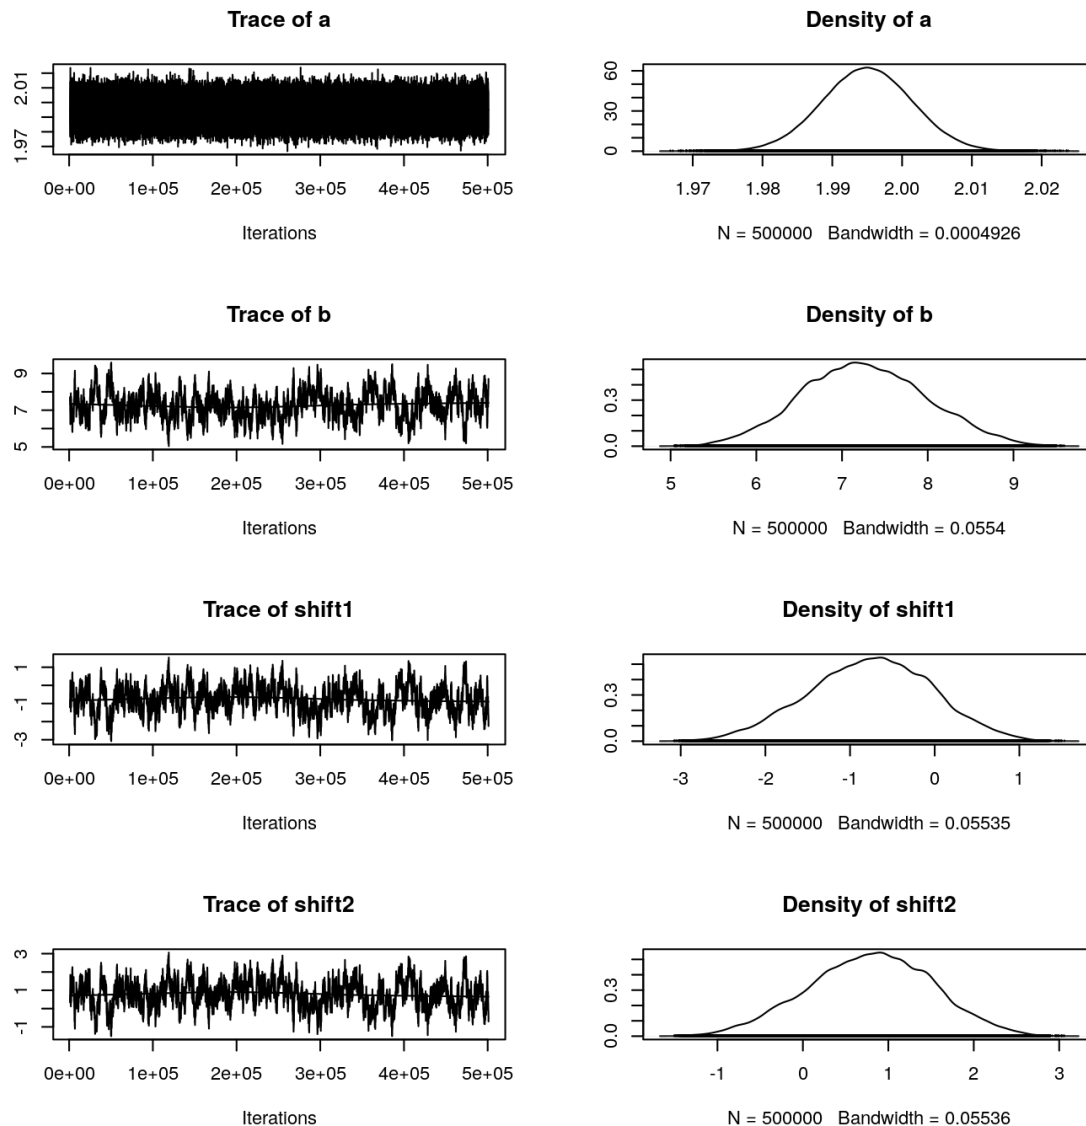 Trace of a
2.01
1.97
0e+00 1e+05 2e+05 3e+05 4e+05 5e+05
Iterations
Density of a
60
30
0
1.97 1.98 1.99 2.00 2.01 2.02
N = 500000 Bandwidth = 0.0004926
Trace of b
9
7
5
0e+00 1e+05 2e+05 3e+05 4e+05 5e+05
Iterations
Density of b
0.3
0.0
5 6 7 8 9
N = 500000 Bandwidth = 0.0554
Trace of shift1
1
-1
-3
0e+00 1e+05 2e+05 3e+05 4e+05 5e+05
Iterations
Density of shift1
0.3
0.0
-3 -2 -1 0 1
N = 500000 Bandwidth = 0.05535
Trace of shift2
3
1
-1
0e+00 1e+05 2e+05 3e+05 4e+05 5e+05
Iterations
Density of shift2
0.3
0.0
-1 0 1 2 3
N = 500000 Bandwidth = 0.05536